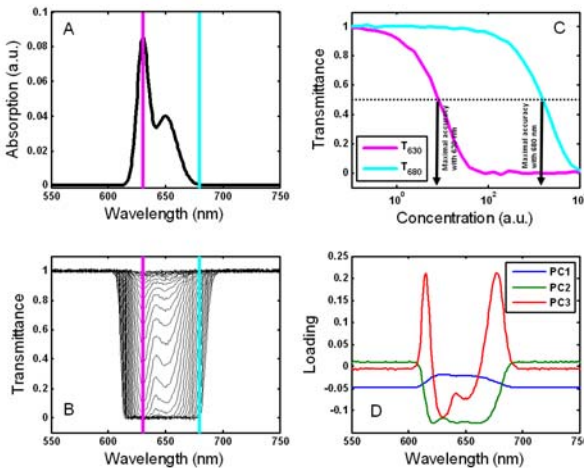 A
Absorption (a.u.)
0.1
0.08
0.06
0.04
0.02
0
550 600 650 700 750
Wavelength (nm)
C
Transmittance
1
0.8
0.6
0.4
0.2
0
T630
T680
Maximal accuracy
with 630 nm
Maximal accuracy
with 680 nm
10^0 10^2
Concentration (a.u.)
B
Transmittance
1
0.8
0.6
0.4
0.2
0
550 600 650 700 750
Wavelength (nm)
D
Loading
0.25
0.20
0.15
0.1
0.05
0
-0.05
-0.1
PC1
PC2
PC3
550 600 650 700 750
Wavelength (nm)